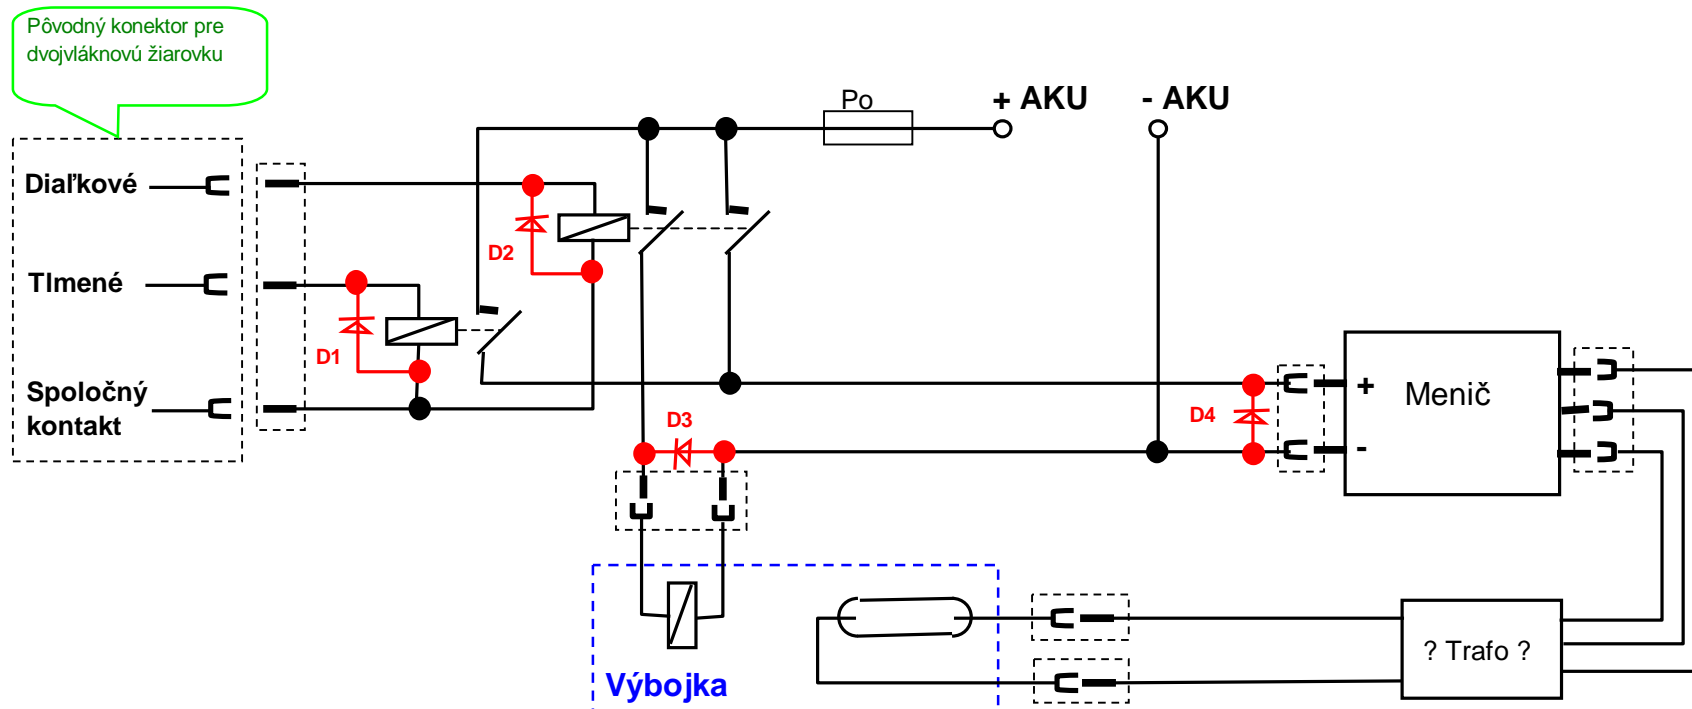 Pôvodný konektor pre
dvojvláknovú žiarovku
Po
+ AKU
- AKU
Diaľkové
D2
Tlmené
D1
Spoločný
kontakt
D3
D4
+
Menič
-
? Trafo ?
Výbojka